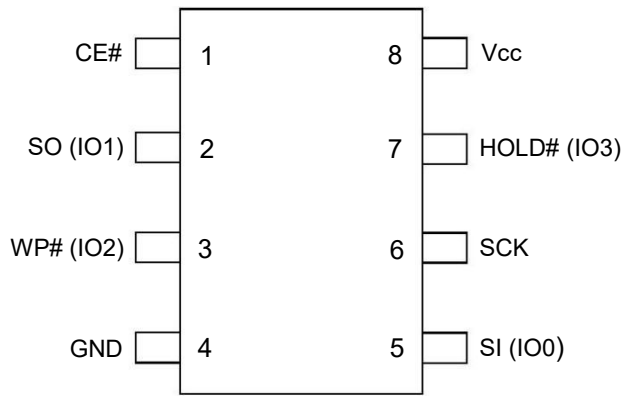 CE# 1 8 Vcc
SO (IO1) 2 7 HOLD# (IO3)
WP# (IO2) 3 6 SCK
GND 4 5 SI (IO0)